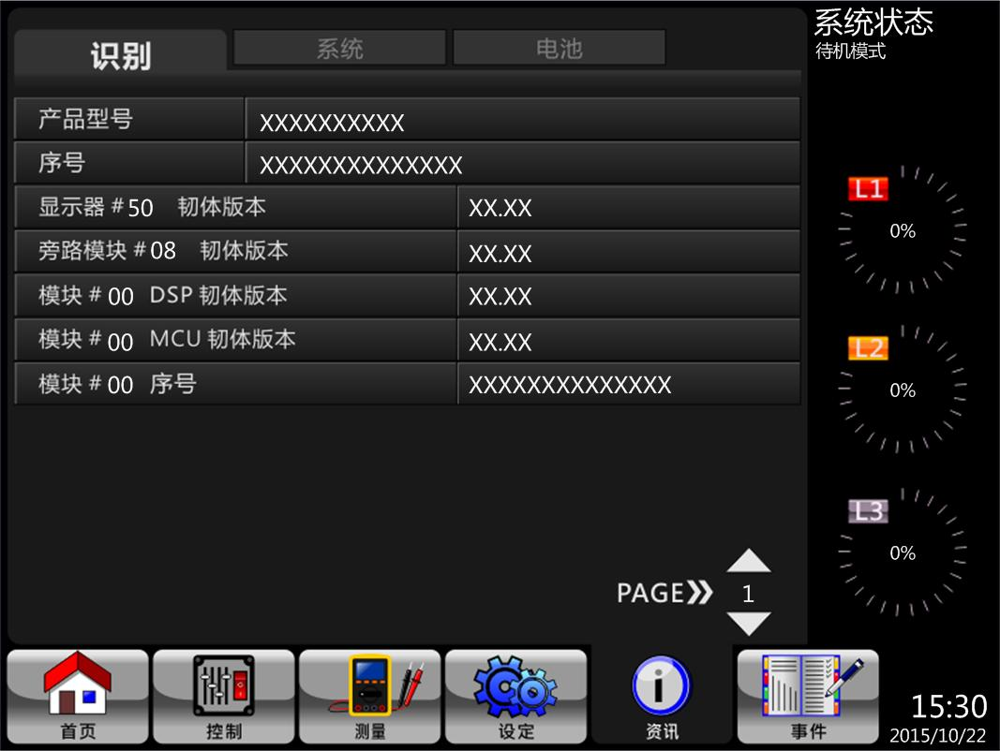 识别 系统 电池
系统状态
待机模式
产品型号 XXXXXXXXXX
序号 XXXXXXXXXXXXXX
显示器 # 50 韧体版本 XX.XX
旁路模块 # 08 韧体版本 XX.XX
模块 # 00 DSP 韧体版本 XX.XX
模块 # 00 MCU 韧体版本 XX.XX
模块 # 00 序号 XXXXXXXXXXXXXX
L1
0%
L2
0%
L3
0%
PAGE 1
首页 控制 测量 设定 资讯 事件
15:30
2015/10/22